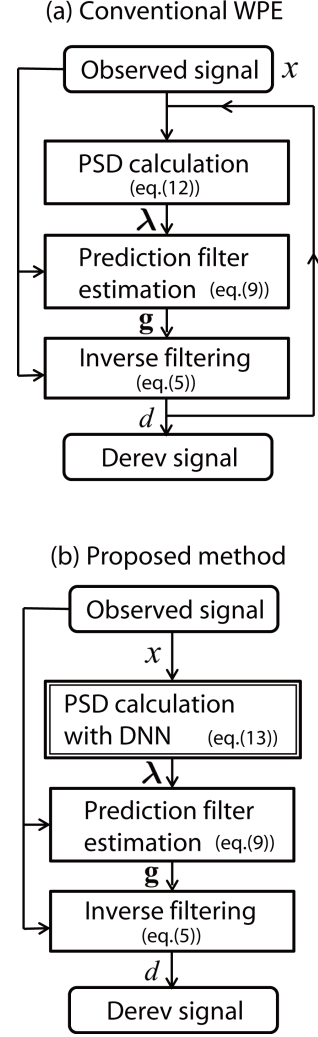 (a) Conventional WPE
Observed signal x
PSD calculation
(eq.(12))
λ
Prediction filter
estimation (eq.(9))
g
Inverse filtering
(eq.(5))
d
Derev signal
(b) Proposed method
Observed signal
x
PSD calculation
with DNN (eq.(13))
λ
Prediction filter
estimation (eq.(9))
g
Inverse filtering
(eq.(5))
d
Derev signal